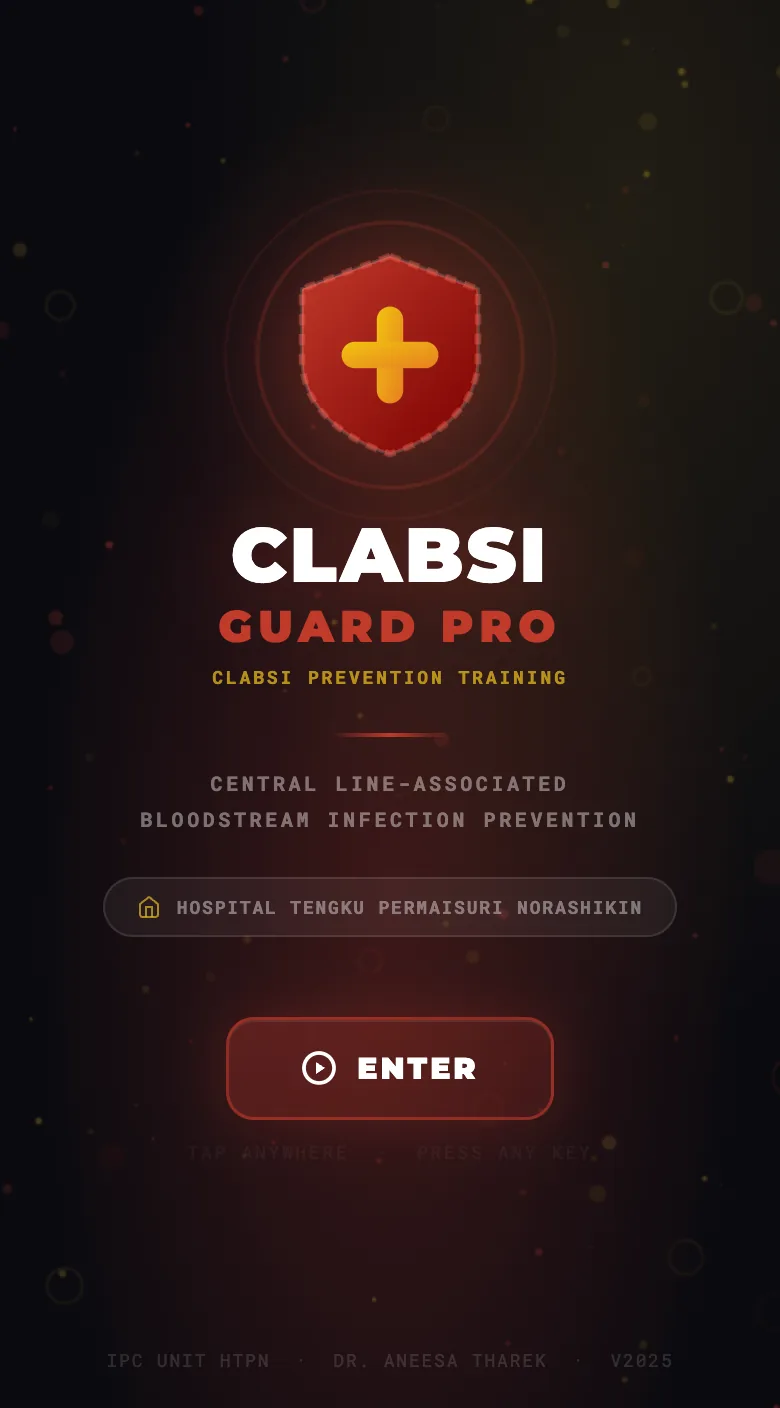 CLABSI
GUARD PRO
CLABSI PREVENTION TRAINING
CENTRAL LINE-ASSOCIATED
BLOODSTREAM INFECTION PREVENTION
HOSPITAL TENGKU PERMAISURI NORASHIKIN
ENTER
TAP ANYWHERE PRESS ANY KEY
IPC UNIT HTPN · DR. ANEESA THAREK · V2025